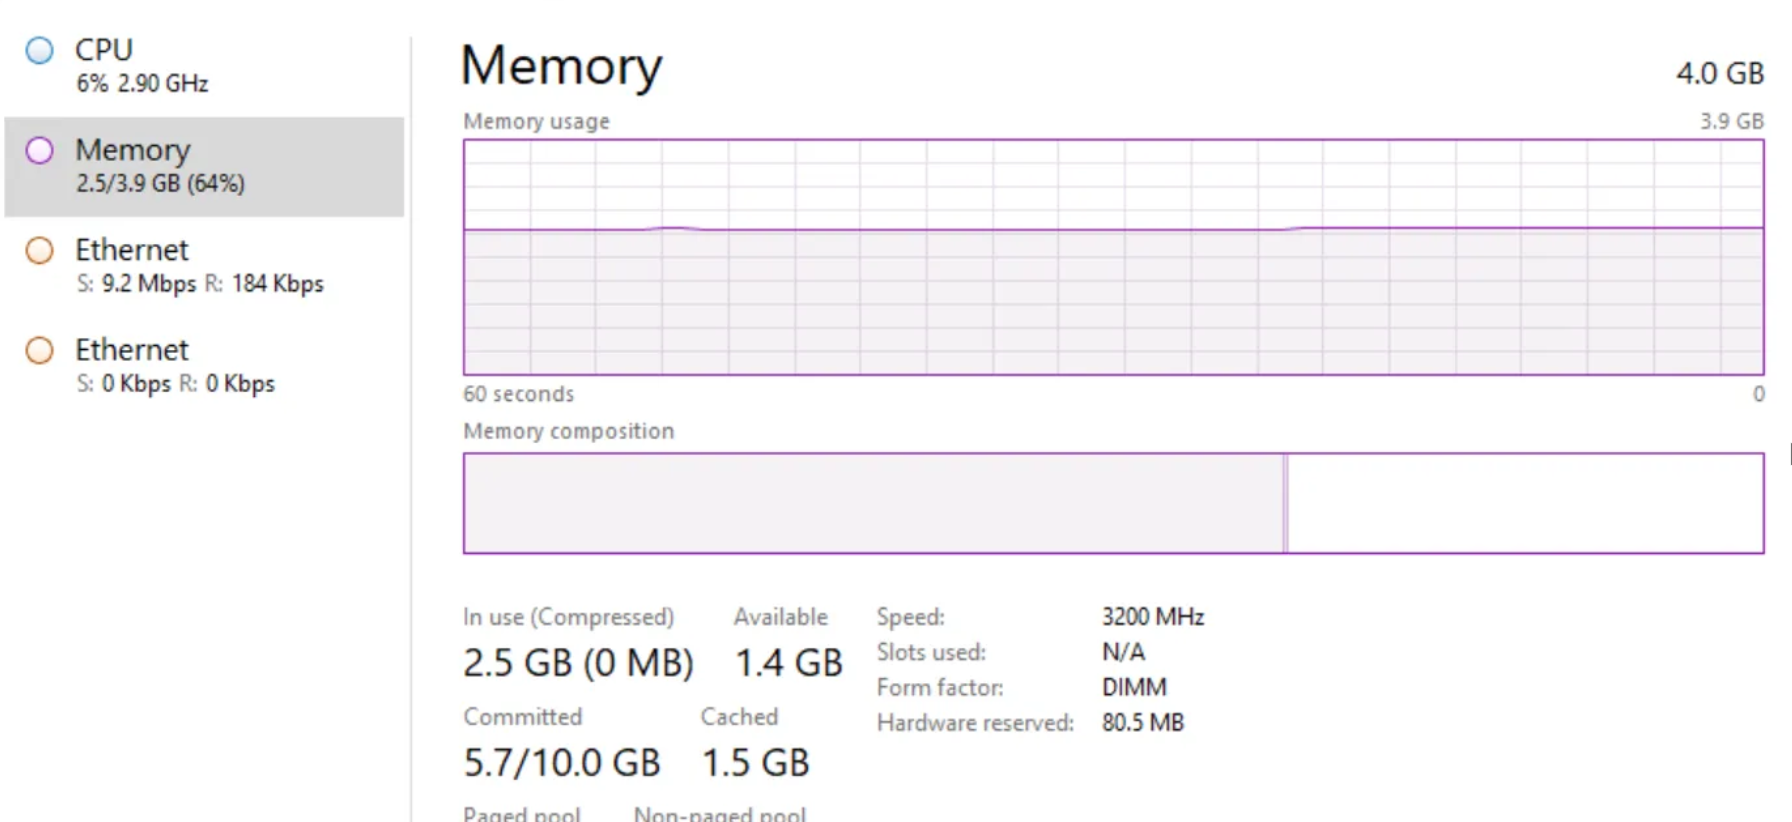 CPU
6% 2.90 GHz
Memory
2.5/3.9 GB (64%)
Ethernet
S: 9.2 Mbps R: 184 Kbps
Ethernet
S: 0 Kbps R: 0 Kbps
Memory
4.0 GB
Memory usage
3.9 GB
60 seconds
0
Memory composition
In use (Compressed)
Available
2.5 GB (0 MB)
1.4 GB
Committed
Cached
5.7/10.0 GB
1.5 GB
Paged pool
Non-paged pool
Speed:
3200 MHz
Slots used:
N/A
Form factor:
DIMM
Hardware reserved:
80.5 MB